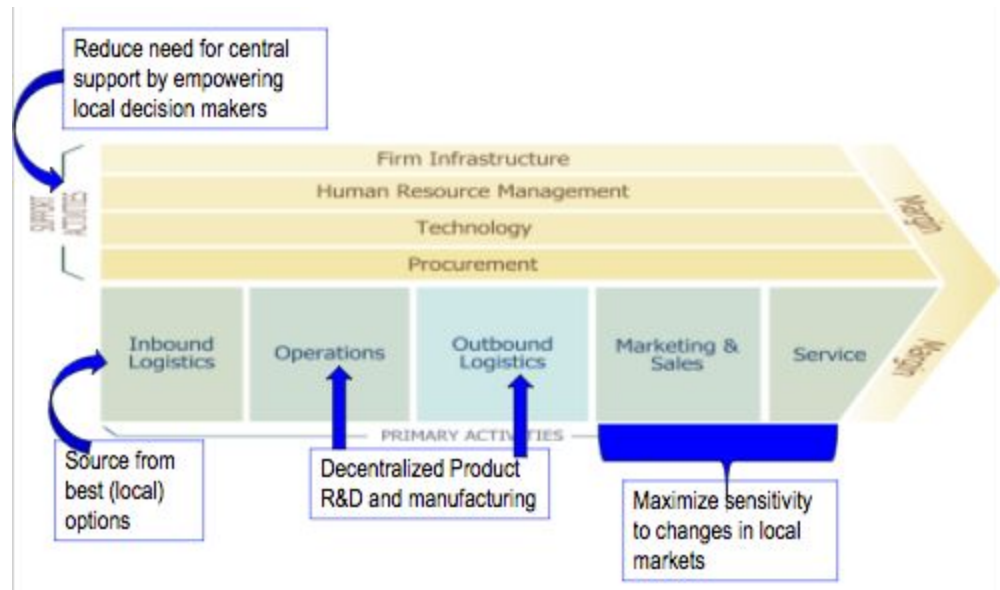 Reduce need for central
support by empowering
local decision makers
Firm Infrastructure
Human Resource Management
Technology
Procurement
SUPPORT
ACTIVITIES
Margin
Inbound
Logistics
Operations
Outbound
Logistics
Marketing &
Sales
Service
Margin
PRIMARY ACTIVITIES
Source from
best (local)
options
Decentralized Product
R&D and manufacturing
Maximize sensitivity
to changes in local
markets